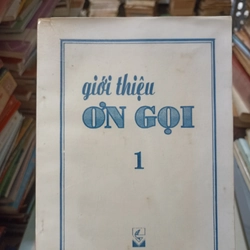 giới thiệu
ƠN GỌI
1